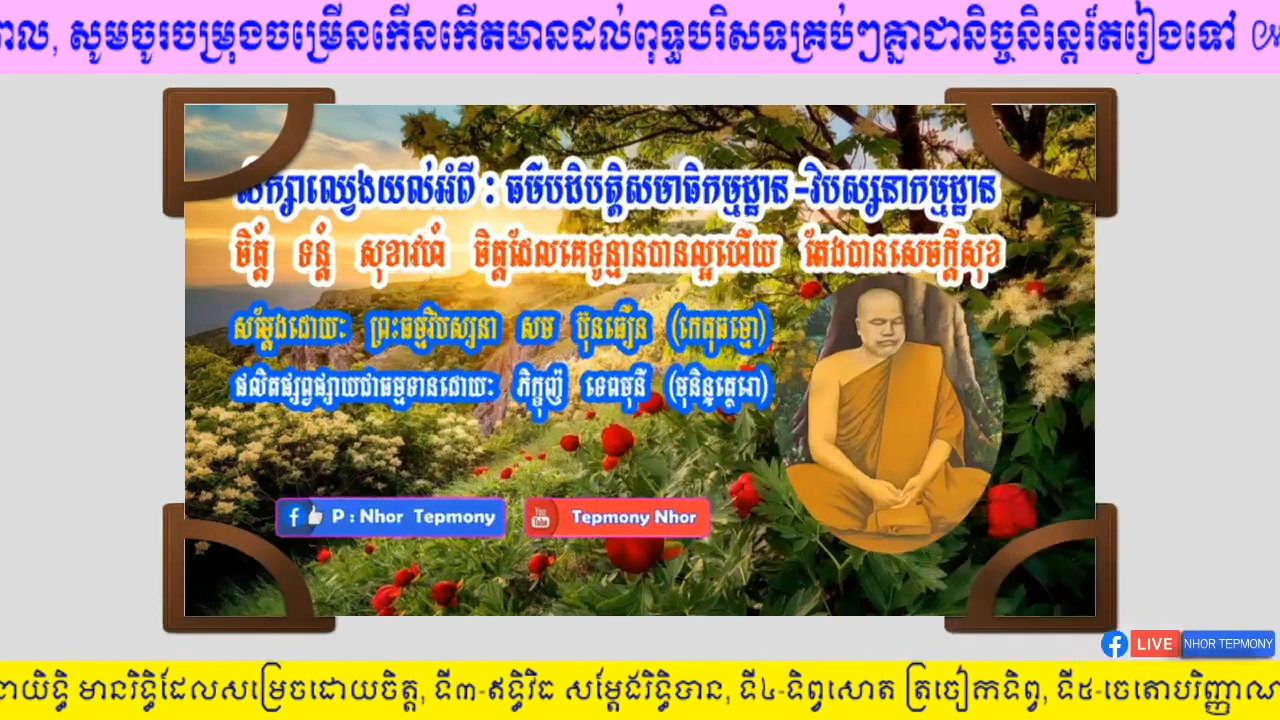 សូមចូរចម្រុងចម្រើនកើនកើតមានដល់ពុទ្ធបរិសទគ្រប់ៗគ្នាជានិច្ចនិរន្តរ៍តរៀងទៅ
សិក្សាឈ្វេងយល់អំពី : ធម៌បដិបត្តិសមាធិកម្មដ្ឋាន -វិបស្សនាកម្មដ្ឋាន
ចិត្តំ ទន្តំ សុខាវហំ ចិត្តដែលគេទូន្មានបានល្អហើយ តែងបានសេចក្តីសុខ
សម្តែងដោយៈ ព្រះធម្មវិបស្សនា សម ប៊ុនធឿន (កេតុធម្មោ)
ផលិតផ្សព្វផ្សាយជាធម្មទានដោយៈ ភិក្ខុញ៉ ទេពមុនី (មុនិន្ទត្ថេរោ)
P : Nhor Tepmony
You Tube Tepmony Nhor
LIVE NHOR TEPMONY
មានរិទ្ធិដែលសម្រេចដោយចិត្ត, ទី៣-ឥទ្ធិវិធ សម្តែងរិទ្ធិបាន, ទី៤-ទិព្វសោត ត្រចៀកទិព្វ, ទី៥-ចេតោបរិញ្ញាណ